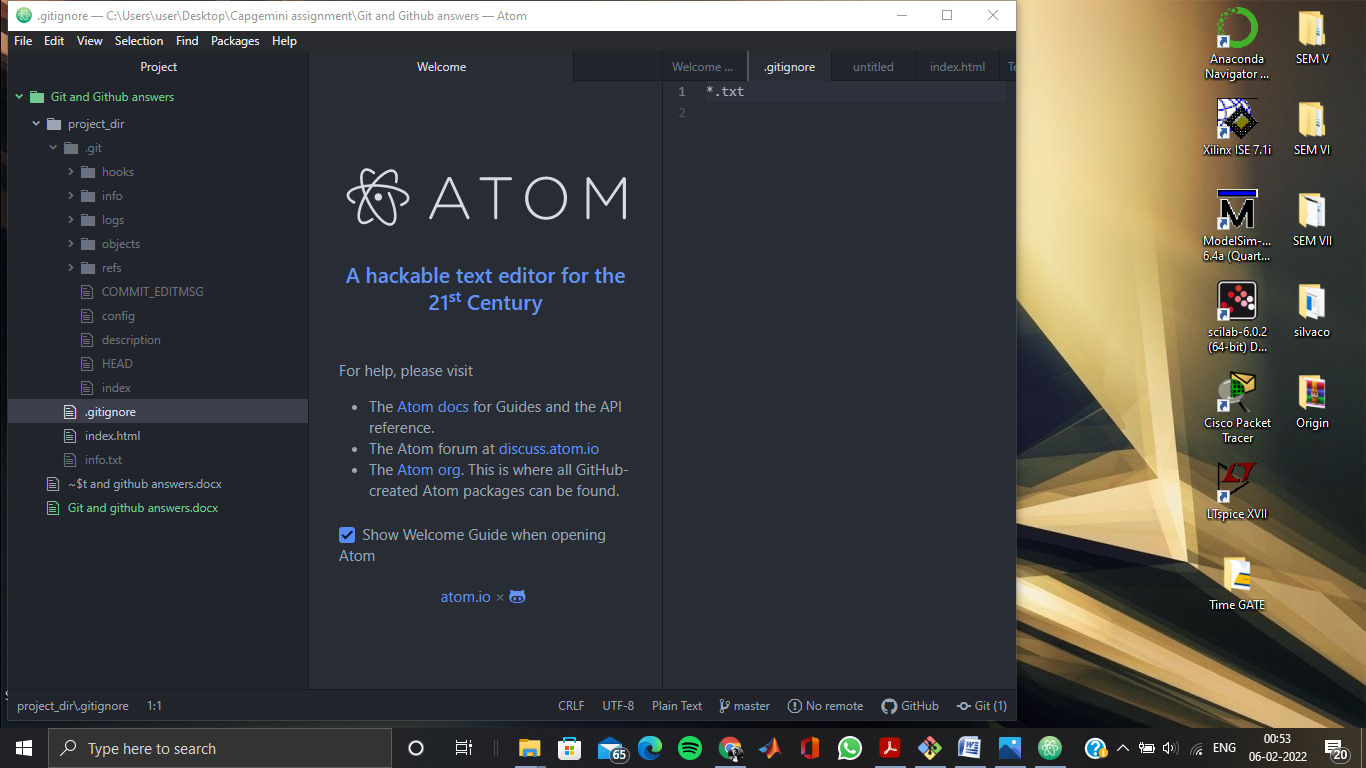 .gitignore — C:\Users\user\Desktop\Capgemini assignment\Git and Github answers — Atom
File Edit View Selection Find Packages Help
Project
Git and Github answers
project_dir
.git
hooks
info
logs
objects
refs
COMMIT_EDITMSG
config
description
HEAD
index
.gitignore
index.html
info.txt
~$t and github answers.docx
Git and github answers.docx
Welcome
ATOM
A hackable text editor for the
21st Century
For help, please visit
• The Atom docs for Guides and the API
reference.
• The Atom forum at discuss.atom.io
• The Atom org. This is where all GitHub-
created Atom packages can be found.
Show Welcome Guide when opening
Atom
atom.io ×
Welcome ... .gitignore untitled index.html Te
1 *.txt
2
project_dir\.gitignore 1:1 CRLF UTF-8 Plain Text master No remote GitHub Git (1)
Anaconda
Navigator ...
SEM V
Xilinx ISE 7.1i
SEM VI
M
ModelSim-...
6.4a (Quart...
SEM VII
scilab-6.0.2
(64-bit) D...
silvaco
Cisco Packet
Tracer
Origin
LT
LTspice XVII
Time GATE
Type here to search
65
W
ENG
00:53
06-02-2022
20